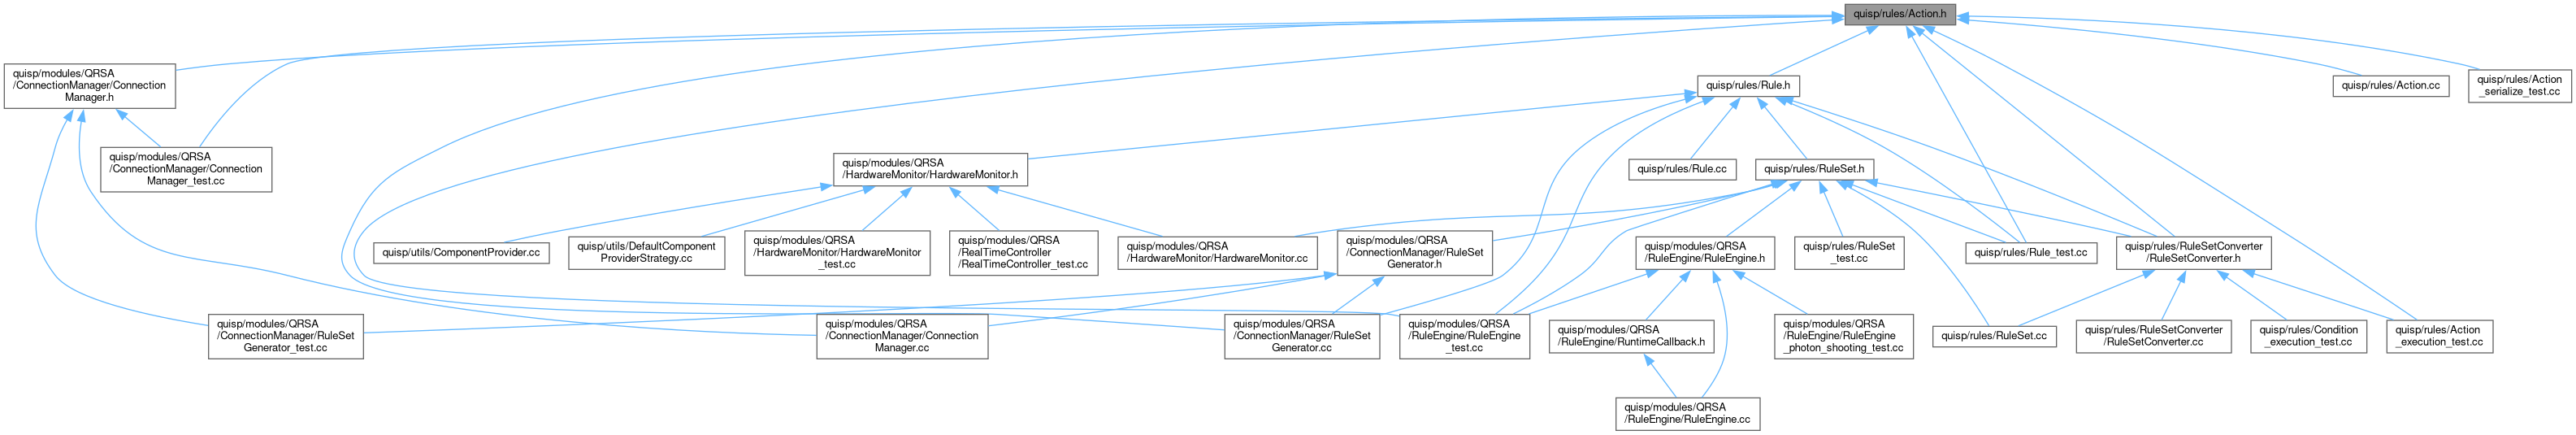 quisp/rules/Action.h
quisp/modules/QRSA
/ConnectionManager/Connection
Manager.h
quisp/rules/Rule.h
quisp/rules/Action.cc
quisp/rules/Action
_serialize_test.cc
quisp/modules/QRSA
/ConnectionManager/Connection
Manager_test.cc
quisp/modules/QRSA
/HardwareMonitor/HardwareMonitor.h
quisp/rules/Rule.cc
quisp/rules/RuleSet.h
quisp/utils/ComponentProvider.cc
quisp/utils/DefaultComponent
ProviderStrategy.cc
quisp/modules/QRSA
/HardwareMonitor/HardwareMonitor
_test.cc
quisp/modules/QRSA
/RealTimeController
/RealTimeController_test.cc
quisp/modules/QRSA
/HardwareMonitor/HardwareMonitor.cc
quisp/modules/QRSA
/ConnectionManager/RuleSet
Generator.h
quisp/modules/QRSA
/RuleEngine/RuleEngine.h
quisp/rules/RuleSet
_test.cc
quisp/rules/Rule_test.cc
quisp/rules/RuleSetConverter
/RuleSetConverter.h
quisp/modules/QRSA
/ConnectionManager/RuleSet
Generator_test.cc
quisp/modules/QRSA
/ConnectionManager/Connection
Manager.cc
quisp/modules/QRSA
/ConnectionManager/RuleSet
Generator.cc
quisp/modules/QRSA
/RuleEngine/RuleEngine
_test.cc
quisp/modules/QRSA
/RuleEngine/RuntimeCallback.h
quisp/modules/QRSA
/RuleEngine/RuleEngine
_photon_shooting_test.cc
quisp/rules/RuleSet.cc
quisp/rules/RuleSetConverter
/RuleSetConverter.cc
quisp/rules/Condition
_execution_test.cc
quisp/rules/Action
_execution_test.cc
quisp/modules/QRSA
/RuleEngine/RuleEngine.cc